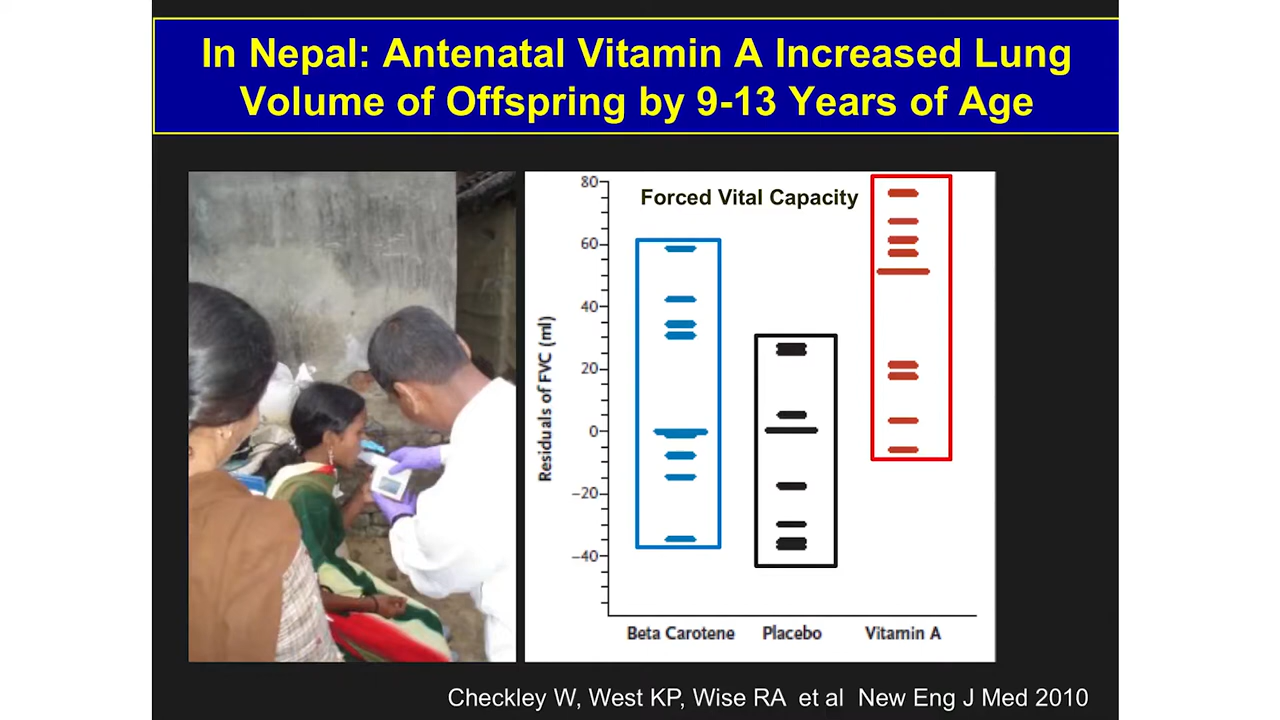 In Nepal: Antenatal Vitamin A Increased Lung
Volume of Offspring by 9-13 Years of Age
Forced Vital Capacity
Residuals of FVC (ml)
80
60
40
20
0
−20
−40
Beta Carotene
Placebo
Vitamin A
Checkley W, West KP, Wise RA et al New Eng J Med 2010